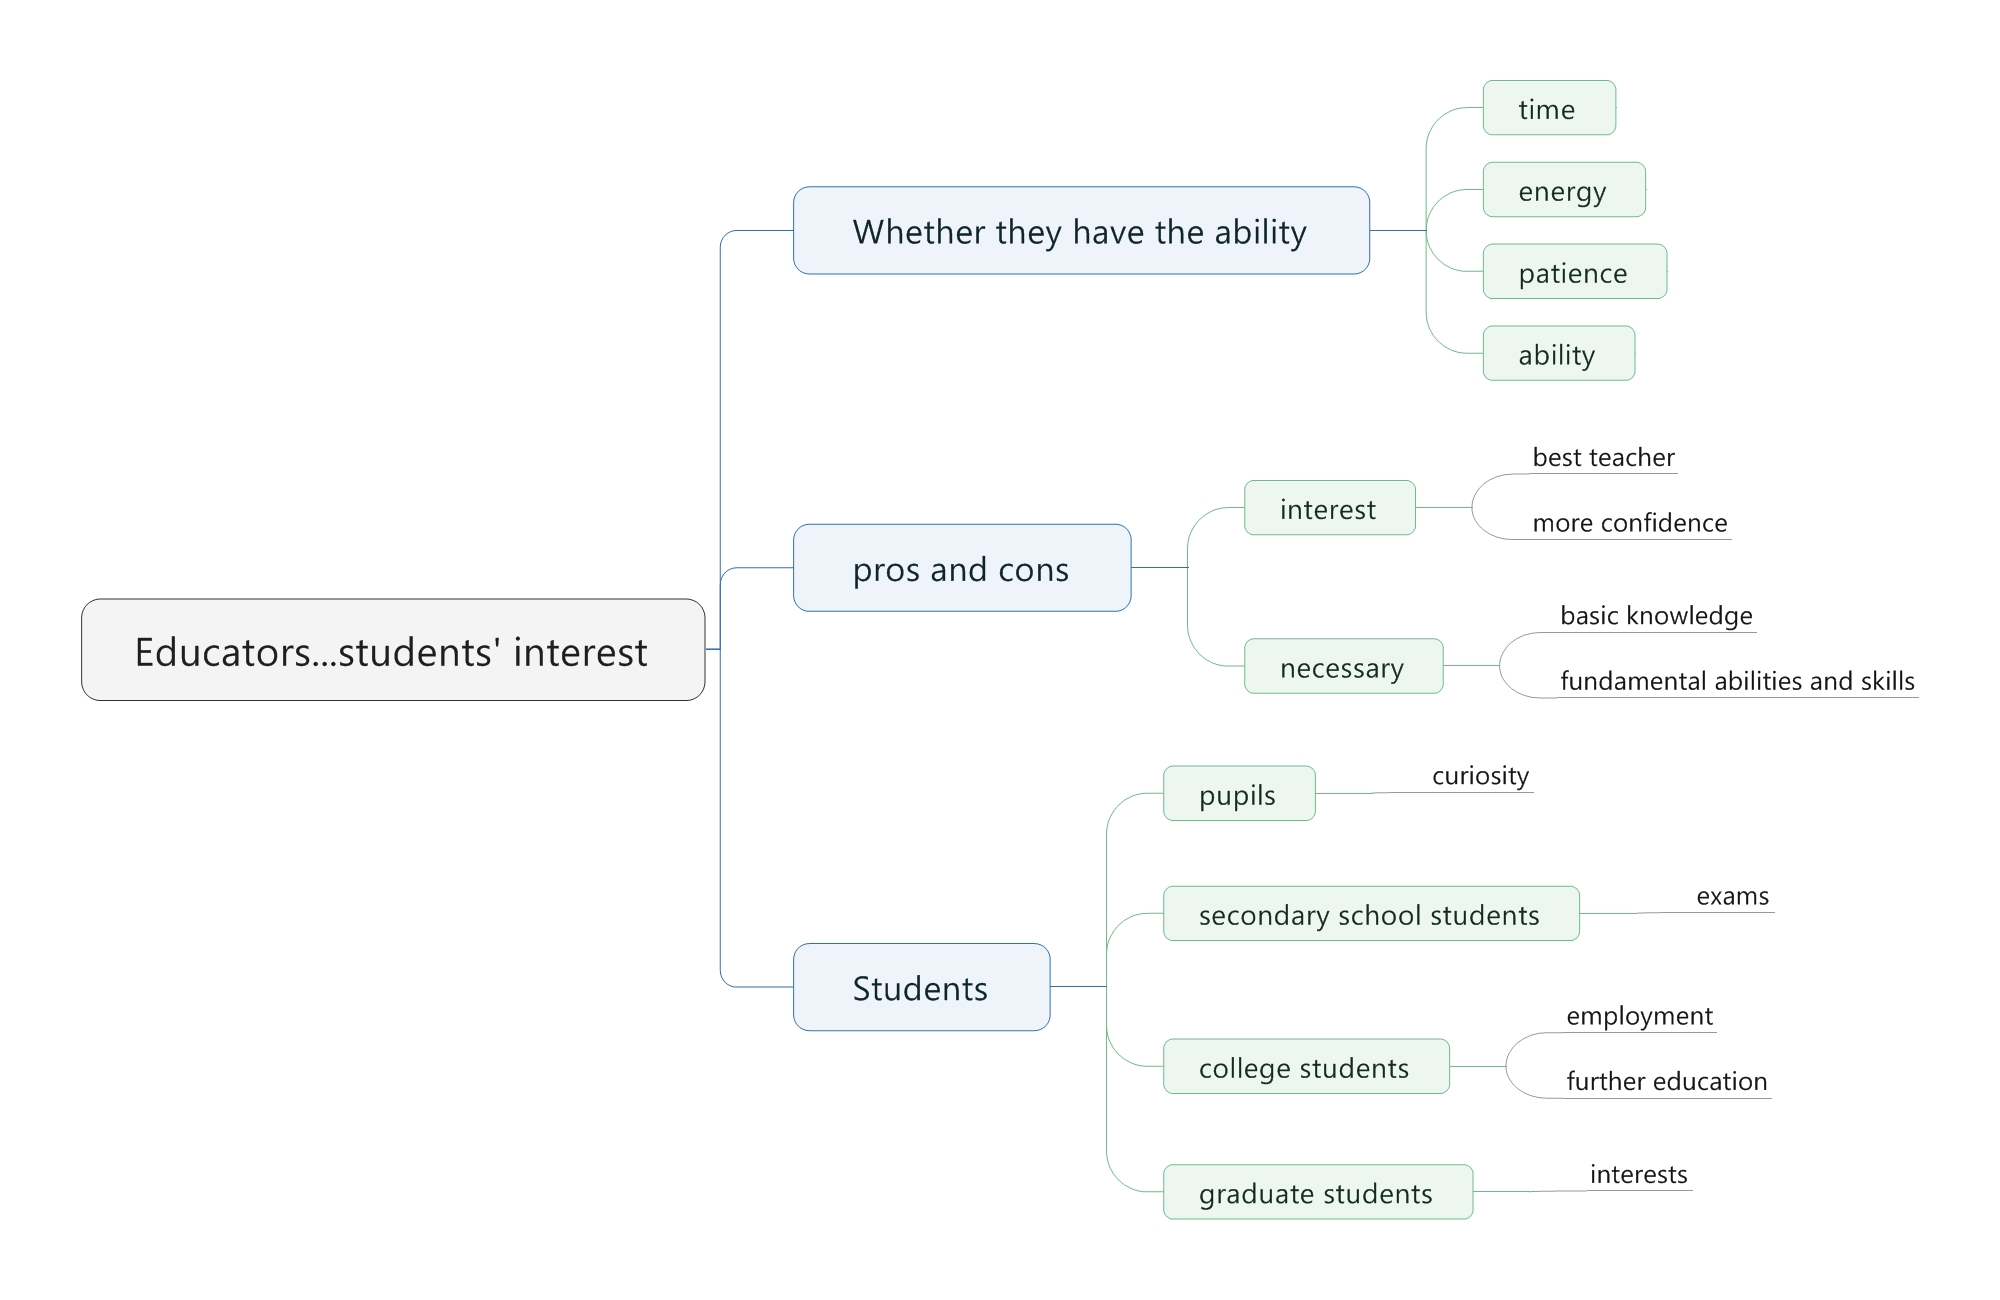 Educators...students' interest
Whether they have the ability
time
energy
patience
ability
pros and cons
interest
best teacher
more confidence
necessary
basic knowledge
fundamental abilities and skills
Students
pupils
curiosity
secondary school students
exams
college students
employment
further education
graduate students
interests